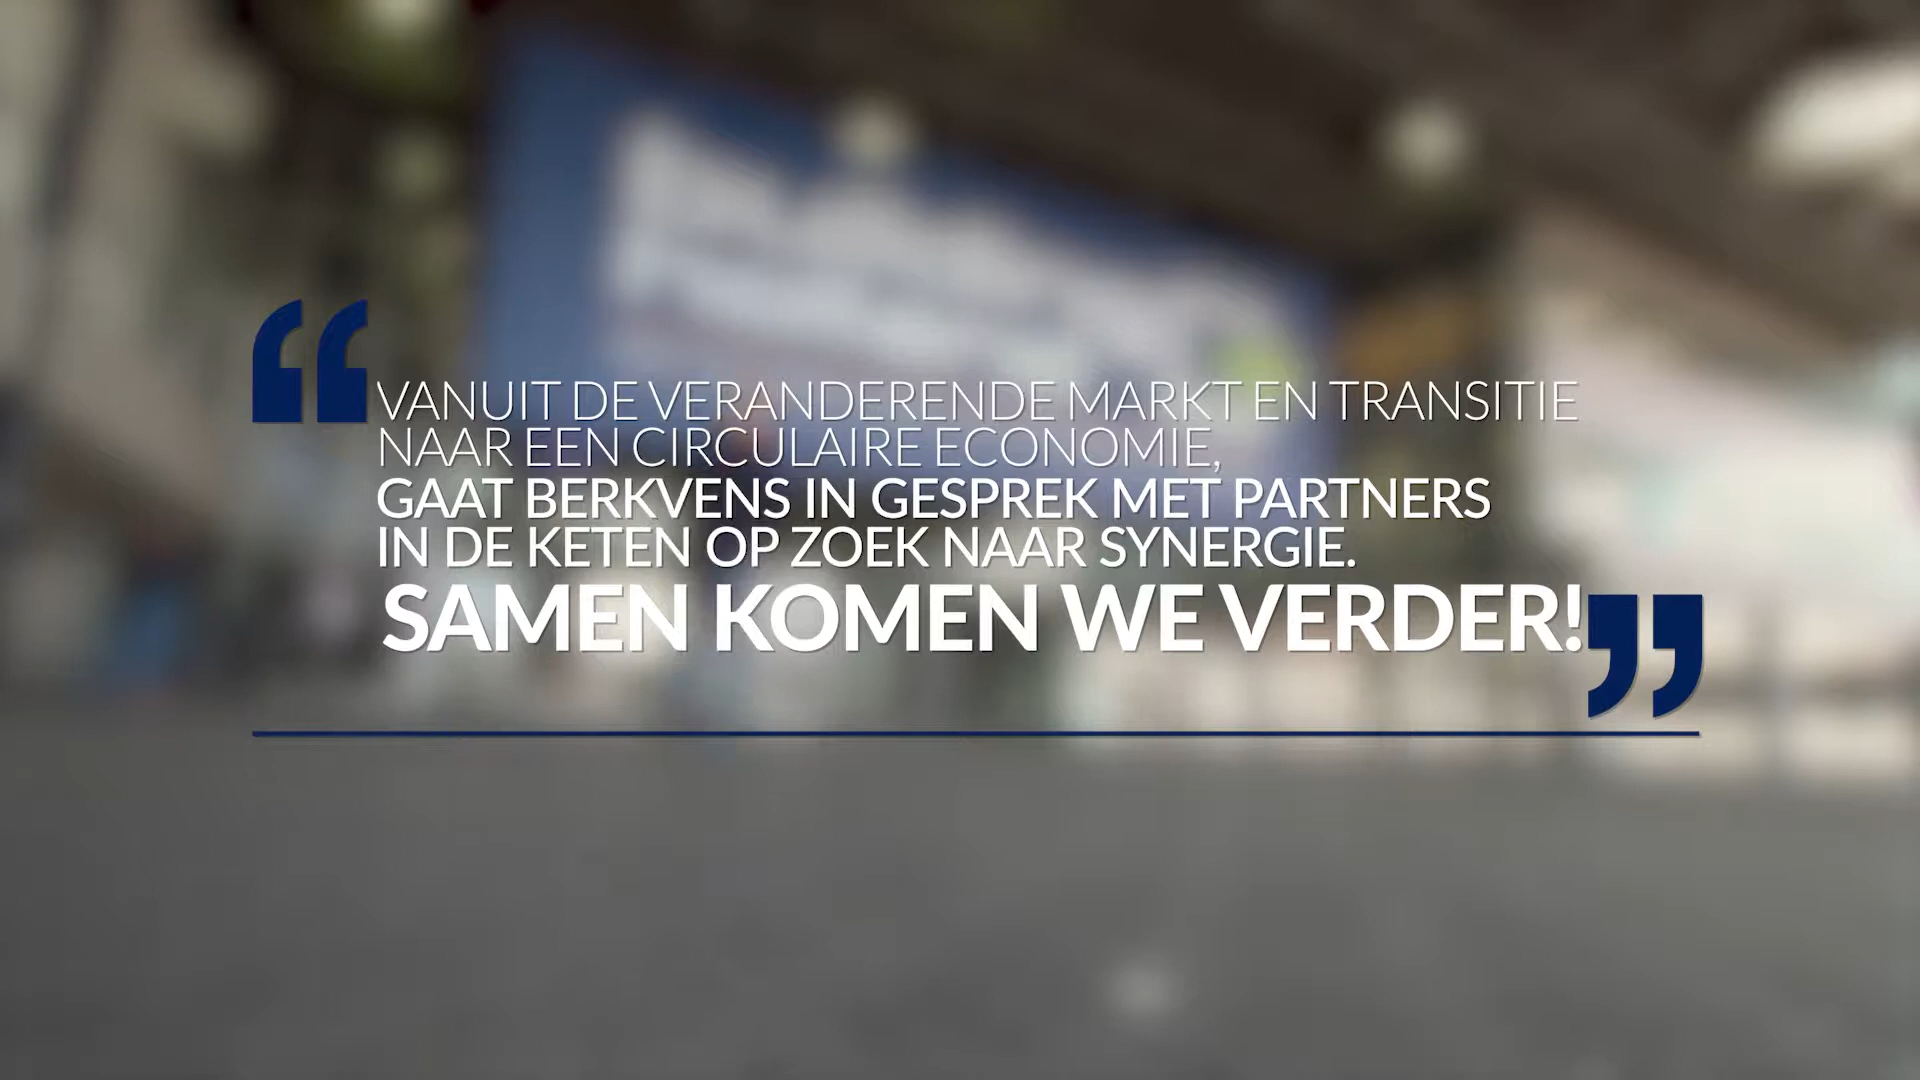 “VANUIT DE VERANDERENDE MARKT EN TRANSITIE
NAAR EEN CIRCULAIRE ECONOMIE,
GAAT BERKVENS IN GESPREK MET PARTNERS
IN DE KETEN OP ZOEK NAAR SYNERGIE.
SAMEN KOMEN WE VERDER!”